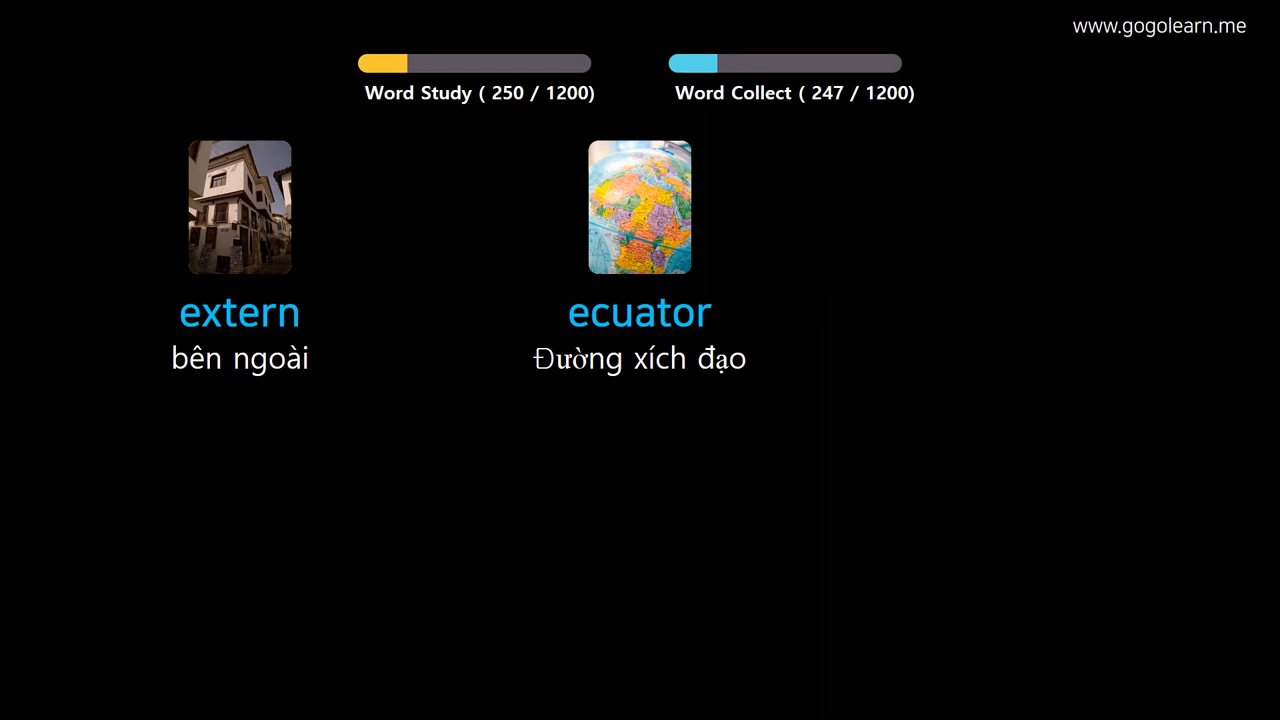 www.gogolearn.me
Word Study ( 250 / 1200)
Word Collect ( 247 / 1200)
extern
bên ngoài
ecuator
Đường xích đạo